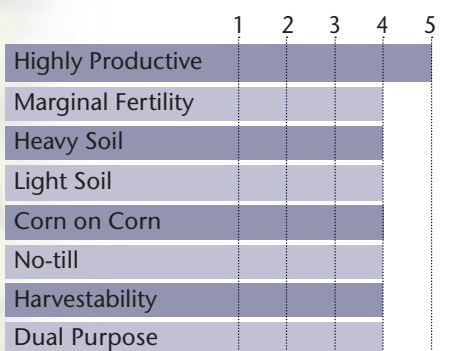 1 2 3 4 5
Highly Productive
Marginal Fertility
Heavy Soil
Light Soil
Corn on Corn
No-till
Harvestability
Dual Purpose